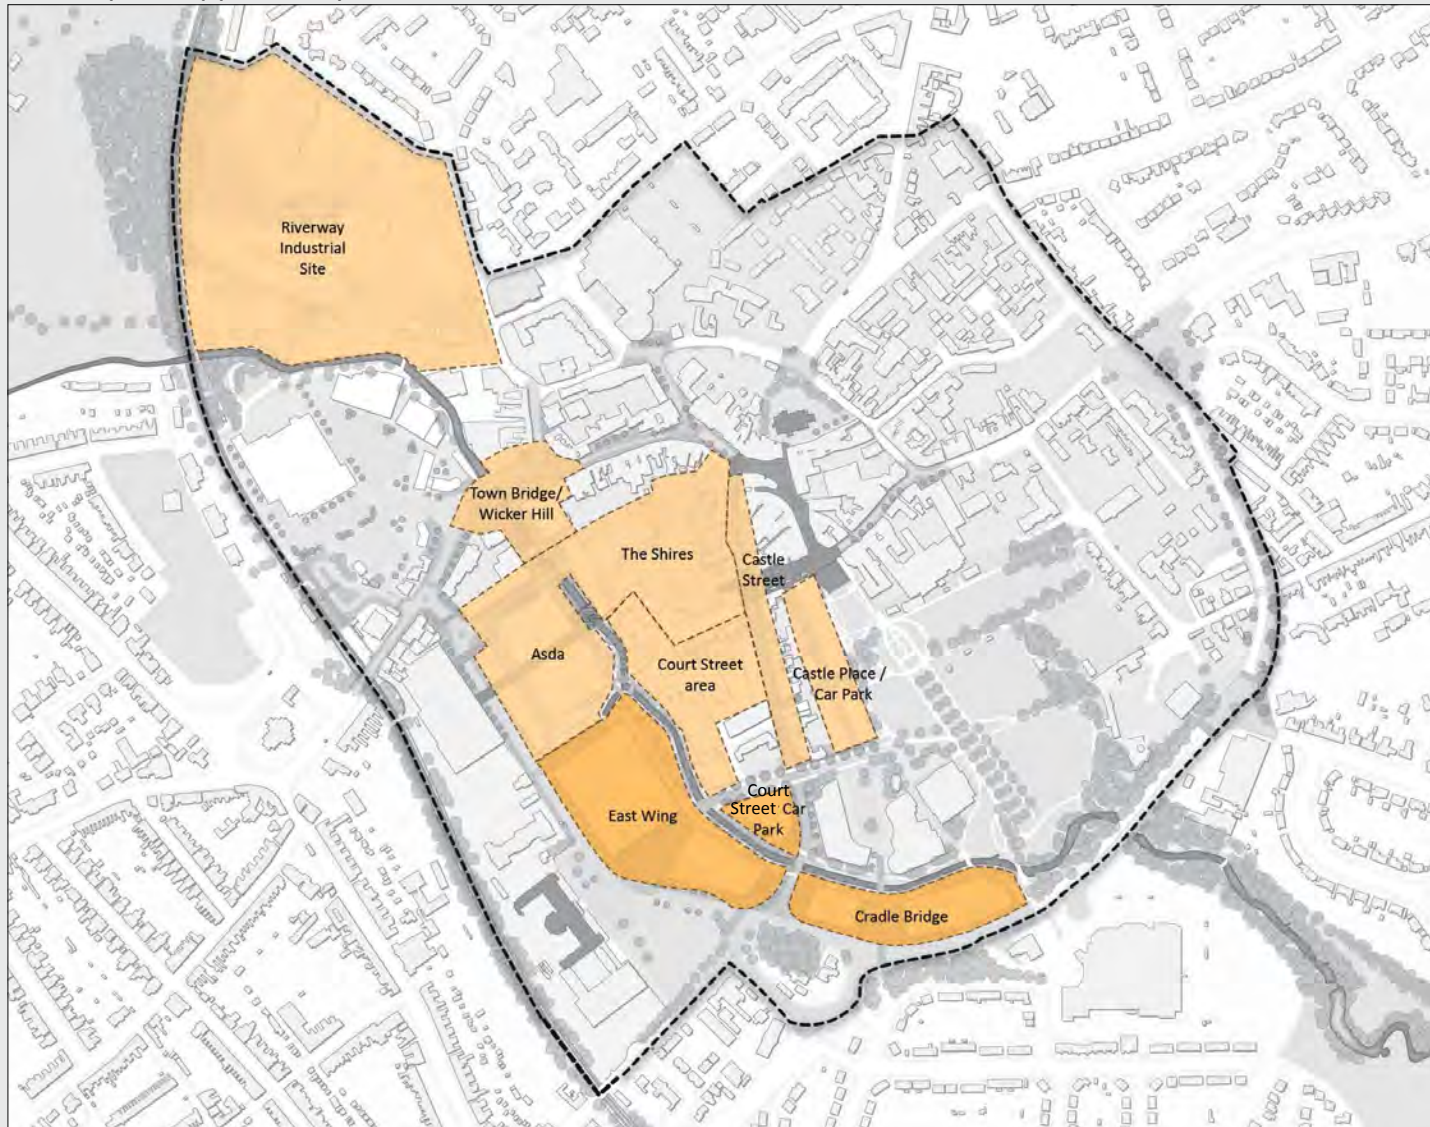 Riverway
Industrial
Site
Town Bridge/
Wicker Hill
The Shires
Castle
Street
Asda
Court Street
area
Castle Place /
Car Park
Court
Street Car
Park
East Wing
Cradle Bridge